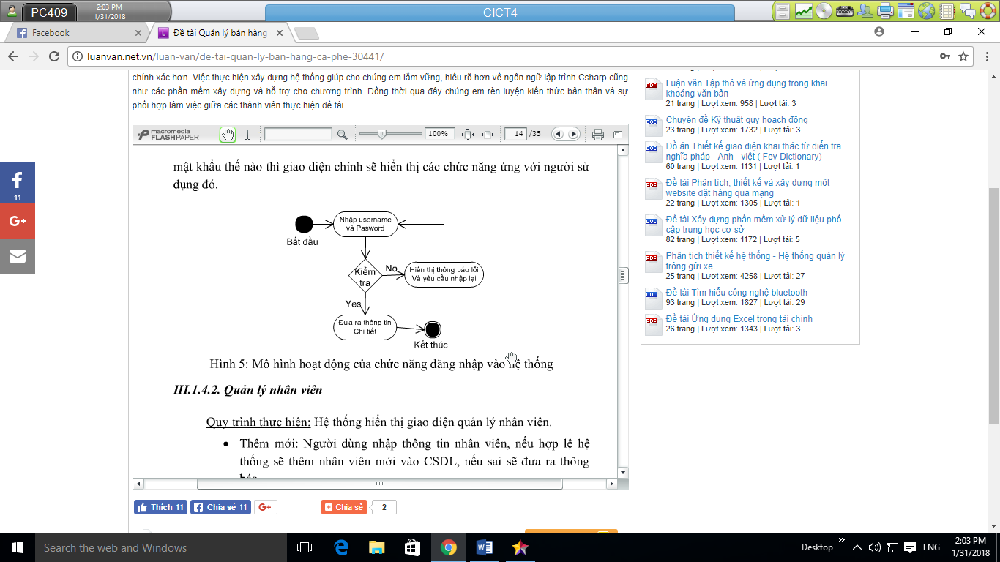 PC409
2:03 PM
1/31/2018
CICT4
Facebook
Đề tài Quản lý bán hàng
luanvan.net.vn/luan-van/de-tai-quan-ly-ban-hang-ca-phe-30441/
chính xác hơn. Việc thực hiện xây dựng hệ thống giúp cho chúng em lắm vững, hiểu rõ hơn về ngôn ngữ lập trình Csharp cũng
như các phần mềm xây dựng và hỗ trợ cho chương trình. Đồng thời qua đây chúng em rèn luyện kiến thức bản thân và sự
phối hợp làm việc giữa các thành viên thực hiện đề tài.
macromedia
FLASHPAPER
100%
14 /35
mật khẩu thế nào thì giao diện chính sẽ hiển thị các chức năng ứng với người sử
dụng đó.
Bắt đầu
Nhập username
và Pasword
Kiểm
tra
No
Hiển thị thông báo lỗi
Và yêu cầu nhập lại
Yes
Đưa ra thông tin
Chi tiết
Kết thúc
Hình 5: Mô hình hoạt động của chức năng đăng nhập vào hệ thống
III.1.4.2. Quản lý nhân viên
Quy trình thực hiện: Hệ thống hiển thị giao diện quản lý nhân viên.
• Thêm mới: Người dùng nhập thông tin nhân viên, nếu hợp lệ hệ
thống sẽ thêm nhân viên mới vào CSDL, nếu sai sẽ đưa ra thông
11
G+
Thích 11
Chia sẻ 11
G+
Chia sẻ
2
Luận văn Tập thô và ứng dụng trong khai
khoáng văn bản
21 trang | Lượt xem: 958 | Lượt tải: 3
Chuyên đề Kỹ thuật quy hoạch động
23 trang | Lượt xem: 1732 | Lượt tải: 3
Đồ án Thiết kế giao diện khai thác từ điển tra
nghĩa pháp - Anh - việt ( Fev Dictionary)
60 trang | Lượt xem: 1131 | Lượt tải: 1
Đề tài Phân tích, thiết kế và xây dựng một
website đặt hàng qua mạng
22 trang | Lượt xem: 1305 | Lượt tải: 1
Đề tài Xây dựng phần mềm xử lý dữ liệu phổ
cập trung học cơ sở
82 trang | Lượt xem: 1172 | Lượt tải: 5
Phân tích thiết kế hệ thống - Hệ thống quản lý
trông gửi xe
25 trang | Lượt xem: 4258 | Lượt tải: 27
Đề tài Tìm hiểu công nghệ bluetooth
93 trang | Lượt xem: 1827 | Lượt tải: 29
Đề tài Ứng dụng Excel trong tài chính
26 trang | Lượt xem: 1343 | Lượt tải: 3
PDF
DOC
DOC
PDF
DOC
PDF
DOC
PDF
Search the web and Windows
Desktop
ENG
2:03 PM
1/31/2018